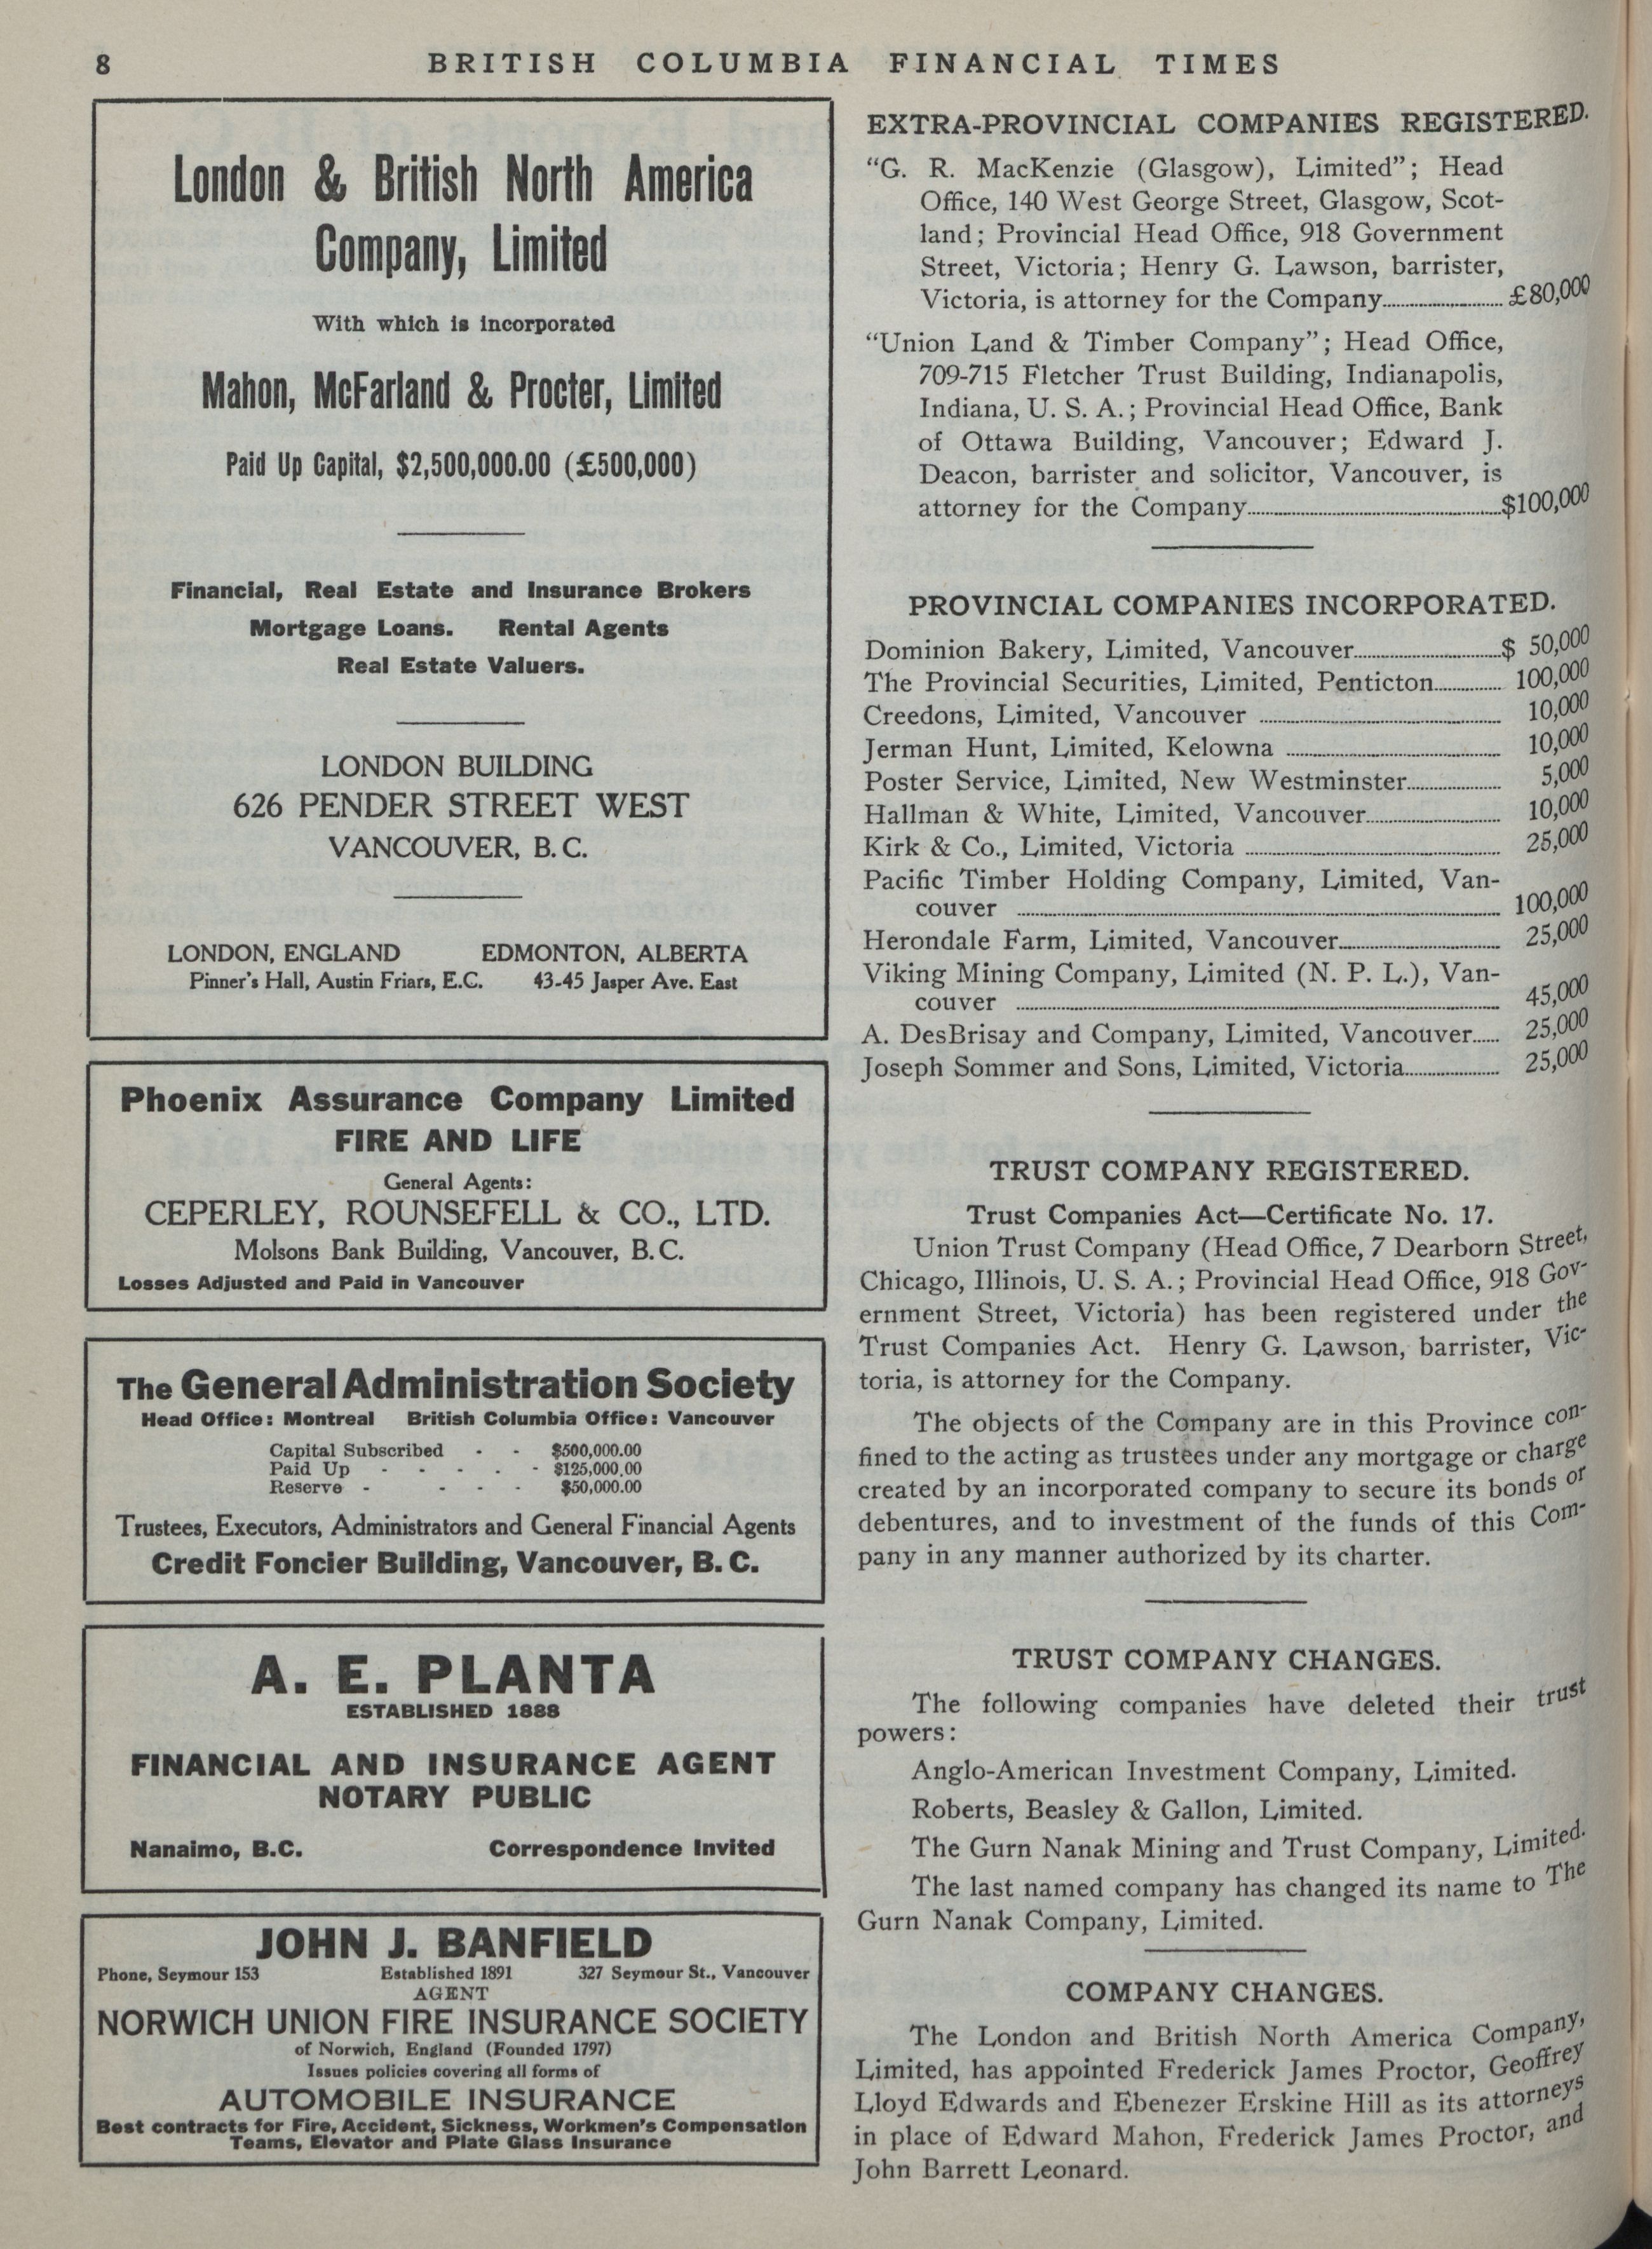 8
BRITISH COLUMBIA FINANCIAL TIMES
London & British North America
Company, Limited
With which is incorporated
Mahon, McFarland & Procter, Limited
Paid Up Capital, $2,500,000.00 (£500,000)
Financial, Real Estate and Insurance Brokers
Mortgage Loans. Rental Agents
Real Estate Valuers.
LONDON BUILDING
626 PENDER STREET WEST
VANCOUVER, B. C.
LONDON, ENGLAND EDMONTON, ALBERTA
Pinner's Hall, Austin Friars, E.C. 43-45 Jasper Ave. East
Phoenix Assurance Company Limited
FIRE AND LIFE
General Agents:
CEPERLEY, ROUNSEFELL & CO., LTD.
Molsons Bank Building, Vancouver, B. C.
Losses Adjusted and Paid in Vancouver
The General Administration Society
Head Office: Montreal British Columbia Office: Vancouver
Capital Subscribed - - $500,000.00
Paid Up - - - - - $125,000.00
Reserve - - - - $50,000.00
Trustees, Executors, Administrators and General Financial Agents
Credit Foncier Building, Vancouver, B. C.
A. E. PLANTA
ESTABLISHED 1888
FINANCIAL AND INSURANCE AGENT
NOTARY PUBLIC
Nanaimo, B.C. Correspondence Invited
JOHN J. BANFIELD
Phone, Seymour 153 Established 1891 327 Seymour St., Vancouver
AGENT
NORWICH UNION FIRE INSURANCE SOCIETY
of Norwich, England (Founded 1797)
Issues policies covering all forms of
AUTOMOBILE INSURANCE
Best contracts for Fire, Accident, Sickness, Workmen's Compensation
Teams, Elevator and Plate Glass Insurance
EXTRA-PROVINCIAL COMPANIES REGISTERED.
"G. R. MacKenzie (Glasgow), Limited"; Head
Office, 140 West George Street, Glasgow, Scot-
land; Provincial Head Office, 918 Government
Street, Victoria; Henry G. Lawson, barrister,
Victoria, is attorney for the Company........ £80,000
"Union Land & Timber Company"; Head Office,
709-715 Fletcher Trust Building, Indianapolis,
Indiana, U. S. A.; Provincial Head Office, Bank
of Ottawa Building, Vancouver; Edward J.
Deacon, barrister and solicitor, Vancouver, is
attorney for the Company........$100,000
PROVINCIAL COMPANIES INCORPORATED.
Dominion Bakery, Limited, Vancouver........$ 50,000
The Provincial Securities, Limited, Penticton........ 100,000
Creedons, Limited, Vancouver ........ 10,000
Jerman Hunt, Limited, Kelowna ........ 10,000
Poster Service, Limited, New Westminster........ 5,000
Hallman & White, Limited, Vancouver........ 10,000
Kirk & Co., Limited, Victoria ........ 25,000
Pacific Timber Holding Company, Limited, Van-
couver ........ 100,000
Herondale Farm, Limited, Vancouver........ 25,000
Viking Mining Company, Limited (N. P. L.), Van-
couver ........ 45,000
A. DesBrisay and Company, Limited, Vancouver...... 25,000
Joseph Sommer and Sons, Limited, Victoria........ 25,000
TRUST COMPANY REGISTERED.
Trust Companies Act—Certificate No. 17.
Union Trust Company (Head Office, 7 Dearborn Street,
Chicago, Illinois, U. S. A.; Provincial Head Office, 918 Gov-
ernment Street, Victoria) has been registered under the
Trust Companies Act. Henry G. Lawson, barrister, Vic-
toria, is attorney for the Company.
The objects of the Company are in this Province con-
fined to the acting as trustees under any mortgage or charge
created by an incorporated company to secure its bonds or
debentures, and to investment of the funds of this Com-
pany in any manner authorized by its charter.
TRUST COMPANY CHANGES.
The following companies have deleted their trust
powers:
Anglo-American Investment Company, Limited.
Roberts, Beasley & Gallon, Limited.
The Gurn Nanak Mining and Trust Company, Limited.
The last named company has changed its name to The
Gurn Nanak Company, Limited.
COMPANY CHANGES.
The London and British North America Company,
Limited, has appointed Frederick James Proctor, Geoffrey
Lloyd Edwards and Ebenezer Erskine Hill as its attorneys
in place of Edward Mahon, Frederick James Proctor, and
John Barrett Leonard.